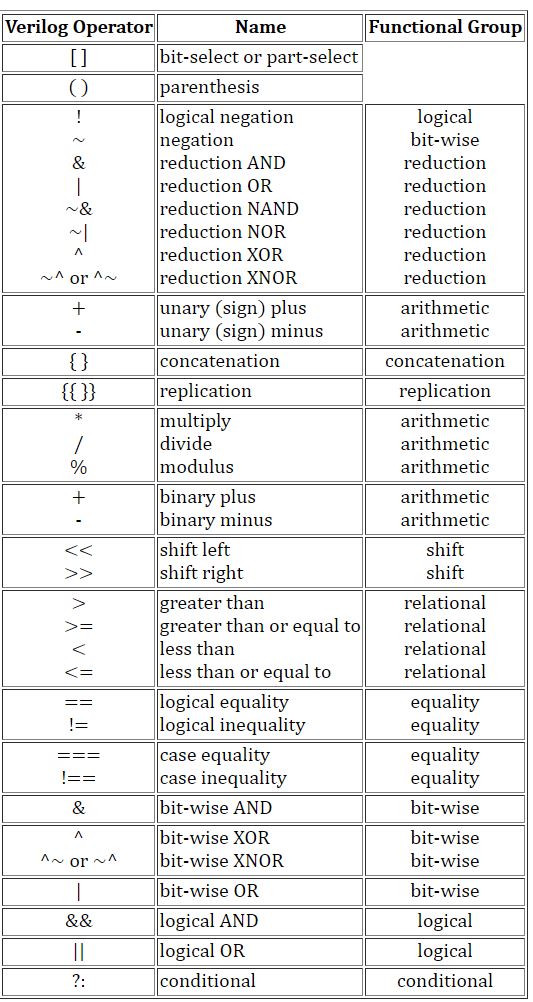 Verilog Operator Name Functional Group
[ ] bit-select or part-select
( ) parenthesis
! logical negation logical
~ negation bit-wise
& reduction AND reduction
| reduction OR reduction
~& reduction NAND reduction
~| reduction NOR reduction
^ reduction XOR reduction
~^ or ^~ reduction XNOR reduction
+ unary (sign) plus arithmetic
- unary (sign) minus arithmetic
{ } concatenation concatenation
{{ }} replication replication
* multiply arithmetic
/ divide arithmetic
% modulus arithmetic
+ binary plus arithmetic
- binary minus arithmetic
<< shift left shift
>> shift right shift
> greater than relational
>= greater than or equal to relational
< less than relational
<= less than or equal to relational
== logical equality equality
!= logical inequality equality
=== case equality equality
!== case inequality equality
& bit-wise AND bit-wise
^ bit-wise XOR bit-wise
^~ or ~^ bit-wise XNOR bit-wise
| bit-wise OR bit-wise
&& logical AND logical
|| logical OR logical
?: conditional conditional